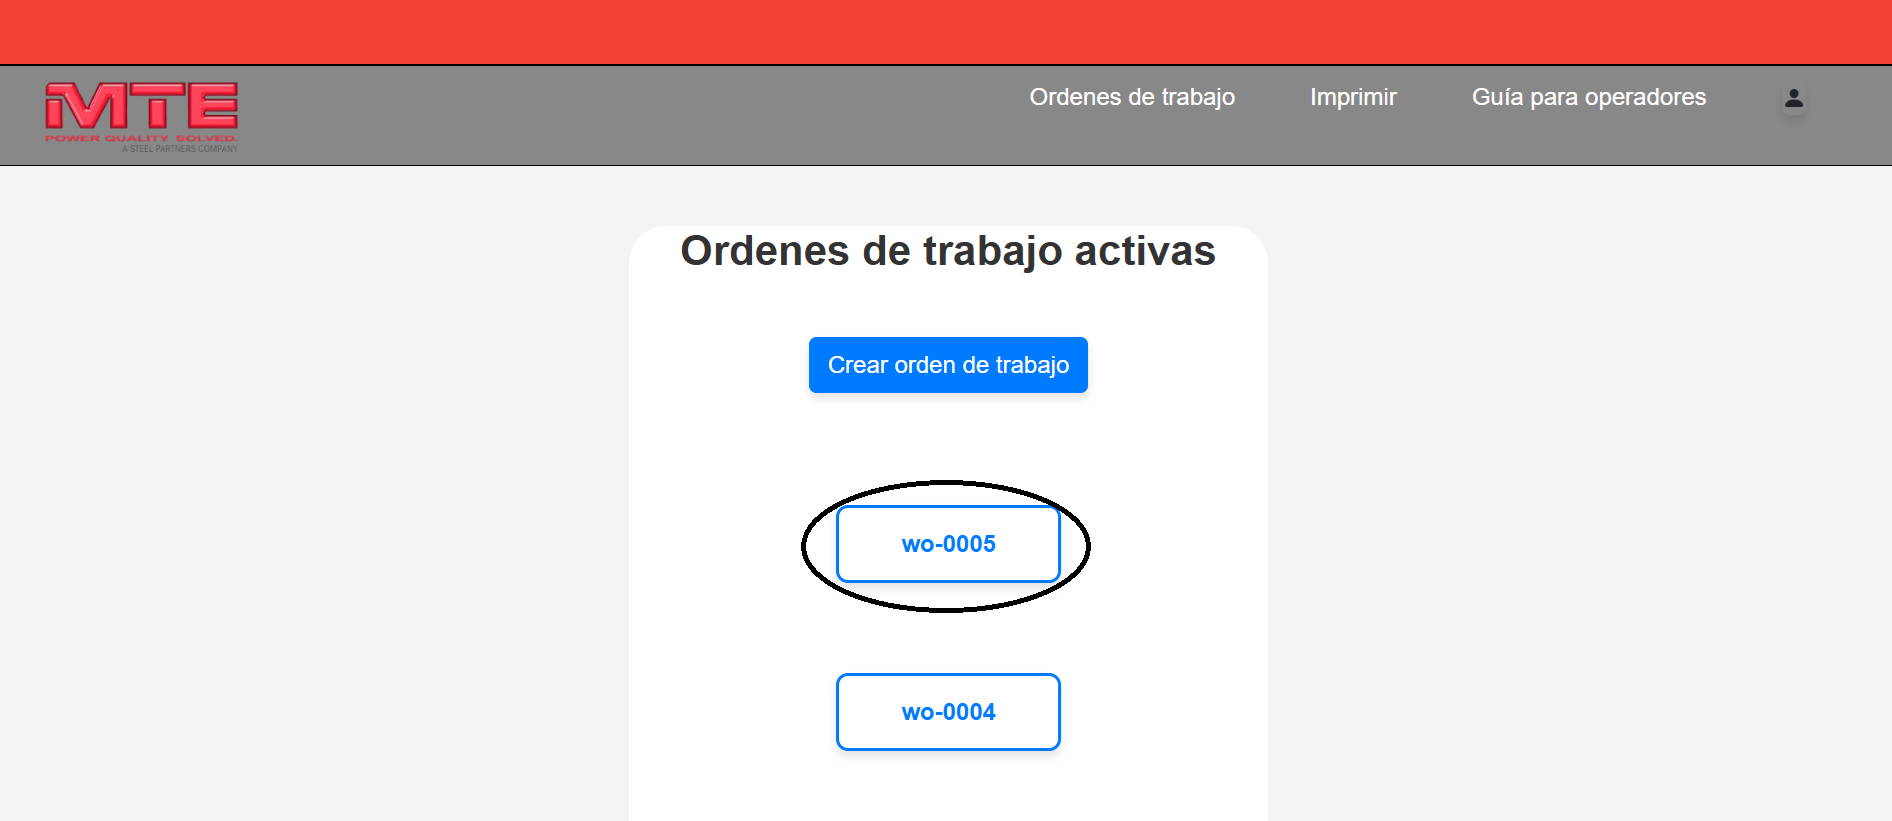 MTE
POWER QUALITY SOLVED.
A STEEL PARTNERS COMPANY
Ordenes de trabajo
Imprimir
Guía para operadores
Ordenes de trabajo activas
Crear orden de trabajo
wo-0005
wo-0004